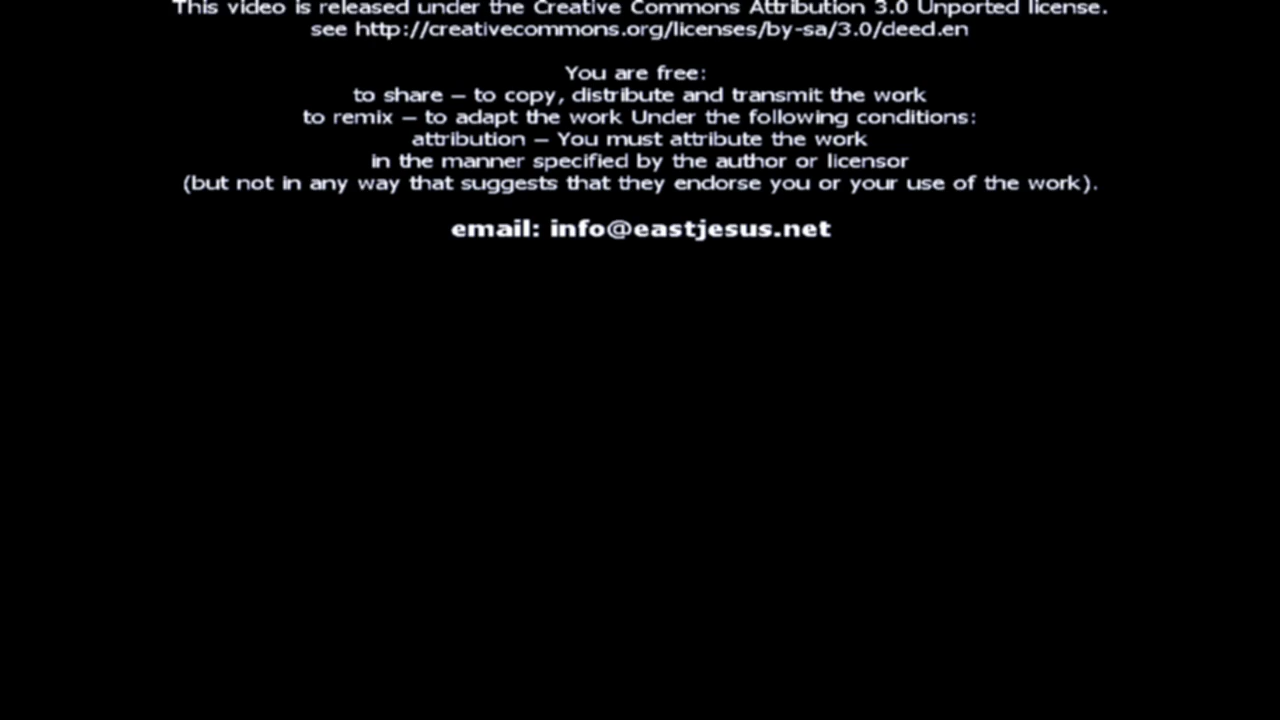 This video is released under the Creative Commons Attribution 3.0 Unported license.
see http://creativecommons.org/licenses/by-sa/3.0/deed.en
You are free:
to share – to copy, distribute and transmit the work
to remix – to adapt the work Under the following conditions:
attribution – You must attribute the work
in the manner specified by the author or licensor
(but not in any way that suggests that they endorse you or your use of the work).
email: info@eastjesus.net